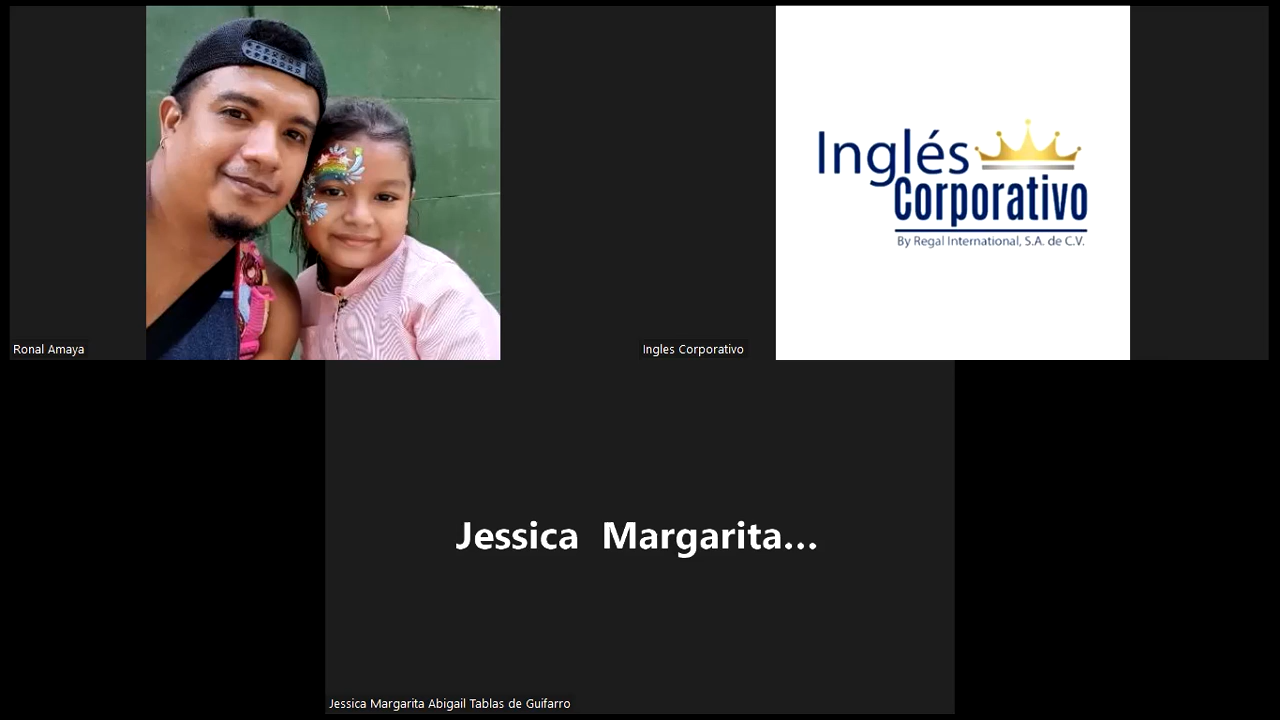 Inglés
Corporativo
By Regal International, S.A. de C.V.
Ronal Amaya
Ingles Corporativo
Jessica Margarita...
Jessica Margarita Abigail Tablas de Guifarro